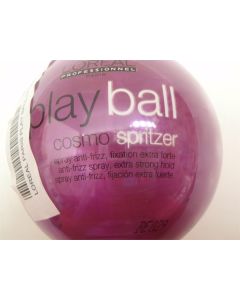 L'ORÉAL
PROFESSIONNEL
play ball
cosmo spritzer
spray anti-frizz, fixation extra forte
anti-frizz spray, extra strong hold
spray anti-frizz, fijación extra fuerte